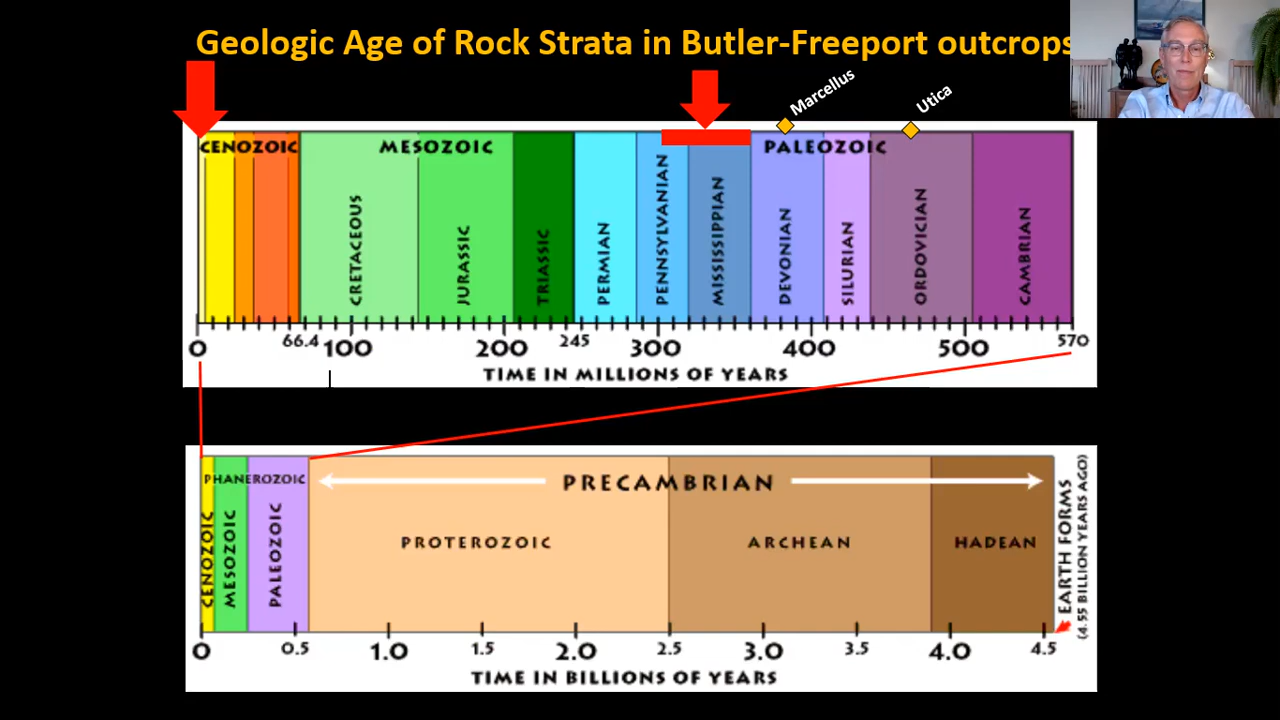 Geologic Age of Rock Strata in Butler-Freeport outcrops
Marcellus
Utica
CENOZOIC
MESOZOIC
PALEOZOIC
CRETACEOUS
JURASSIC
TRIASSIC
PERMIAN
PENNSYLVANIAN
MISSISSIPPIAN
DEVONIAN
SILURIAN
ORDOVICIAN
CAMBRIAN
0 66.4 100 200 245 300 400 500 570
TIME IN MILLIONS OF YEARS
PHANEROZOIC
PRECAMBRIAN
CENOZOIC
MESOZOIC
PALEOZOIC
PROTEROZOIC
ARCHEAN
HADEAN
EARTH FORMS
(4.55 BILLION YEARS AGO)
0 0.5 1.0 1.5 2.0 2.5 3.0 3.5 4.0 4.5
TIME IN BILLIONS OF YEARS